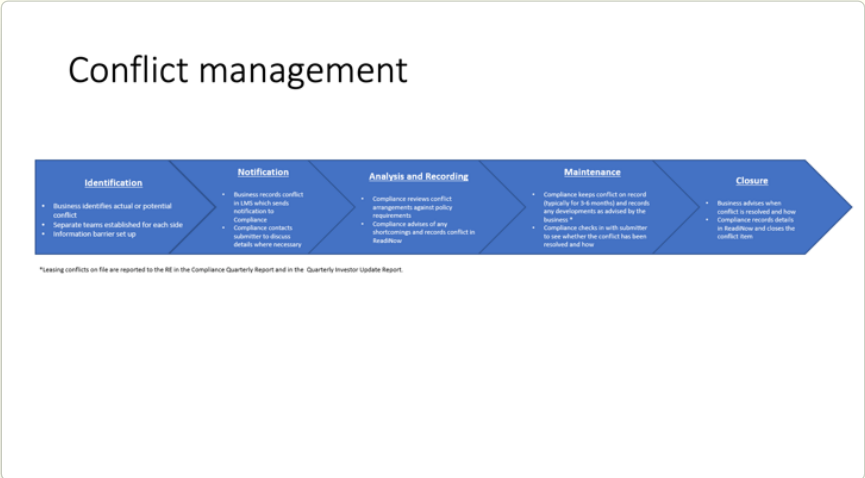 Conflict management
Identification
• Business identifies actual or potential
conflict
• Separate teams established for each side
• Information barrier set up
Notification
• Business records conflict
in LMS which sends
notification to
Compliance
• Compliance contacts
submitter to discuss
details where necessary
Analysis and Recording
• Compliance reviews conflict
arrangements against policy
requirements
• Compliance advises of any
shortcomings and records conflict in
ReadiNow
Maintenance
• Compliance keeps conflict on record
(typically for 3-6 months) and records
any developments as advised by the
business *
• Compliance checks in with submitter
to see whether the conflict has been
resolved and how
Closure
• Business advises when
conflict is resolved and how
• Compliance records details
in ReadiNow and closes the
conflict item
*Leasing conflicts on file are reported to the RE in the Compliance Quarterly Report and in the Quarterly Investor Update Report.